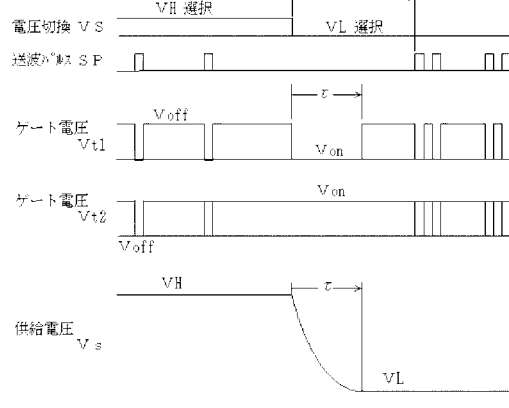 VH 選択
電圧切換 VS
VL 選択
送波パルス SP
τ
Voff
ゲート電圧
Vt1
Von
ゲート電圧
Vt2
Von
Voff
VH
τ
供給電圧
Vs
VL